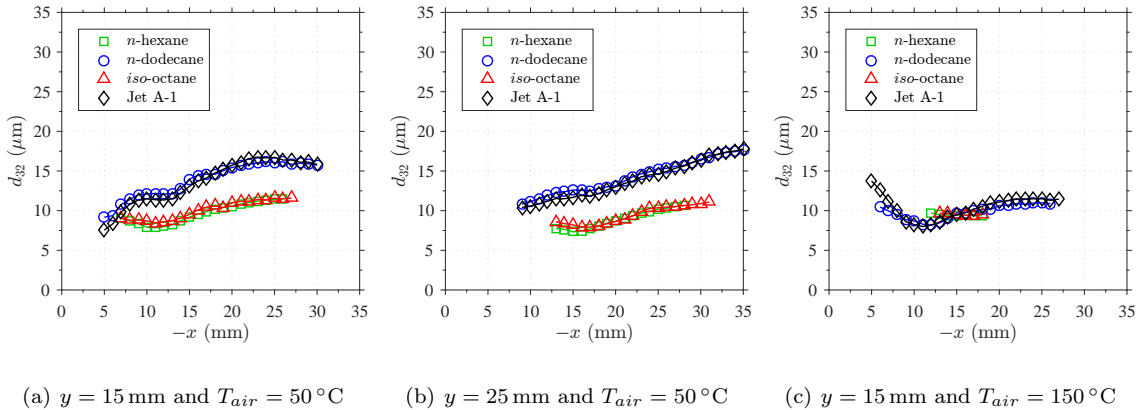 35
30
25
20
15
10
5
0
d32 (μm)
n-hexane
n-dodecane
iso-octane
Jet A-1
0 5 10 15 20 25 30 35
−x (mm)
(a) y = 15 mm and Tair = 50 °C
35
30
25
20
15
10
5
0
d32 (μm)
n-hexane
n-dodecane
iso-octane
Jet A-1
0 5 10 15 20 25 30 35
−x (mm)
(b) y = 25 mm and Tair = 50 °C
35
30
25
20
15
10
5
0
d32 (μm)
n-hexane
n-dodecane
iso-octane
Jet A-1
0 5 10 15 20 25 30 35
−x (mm)
(c) y = 15 mm and Tair = 150 °C